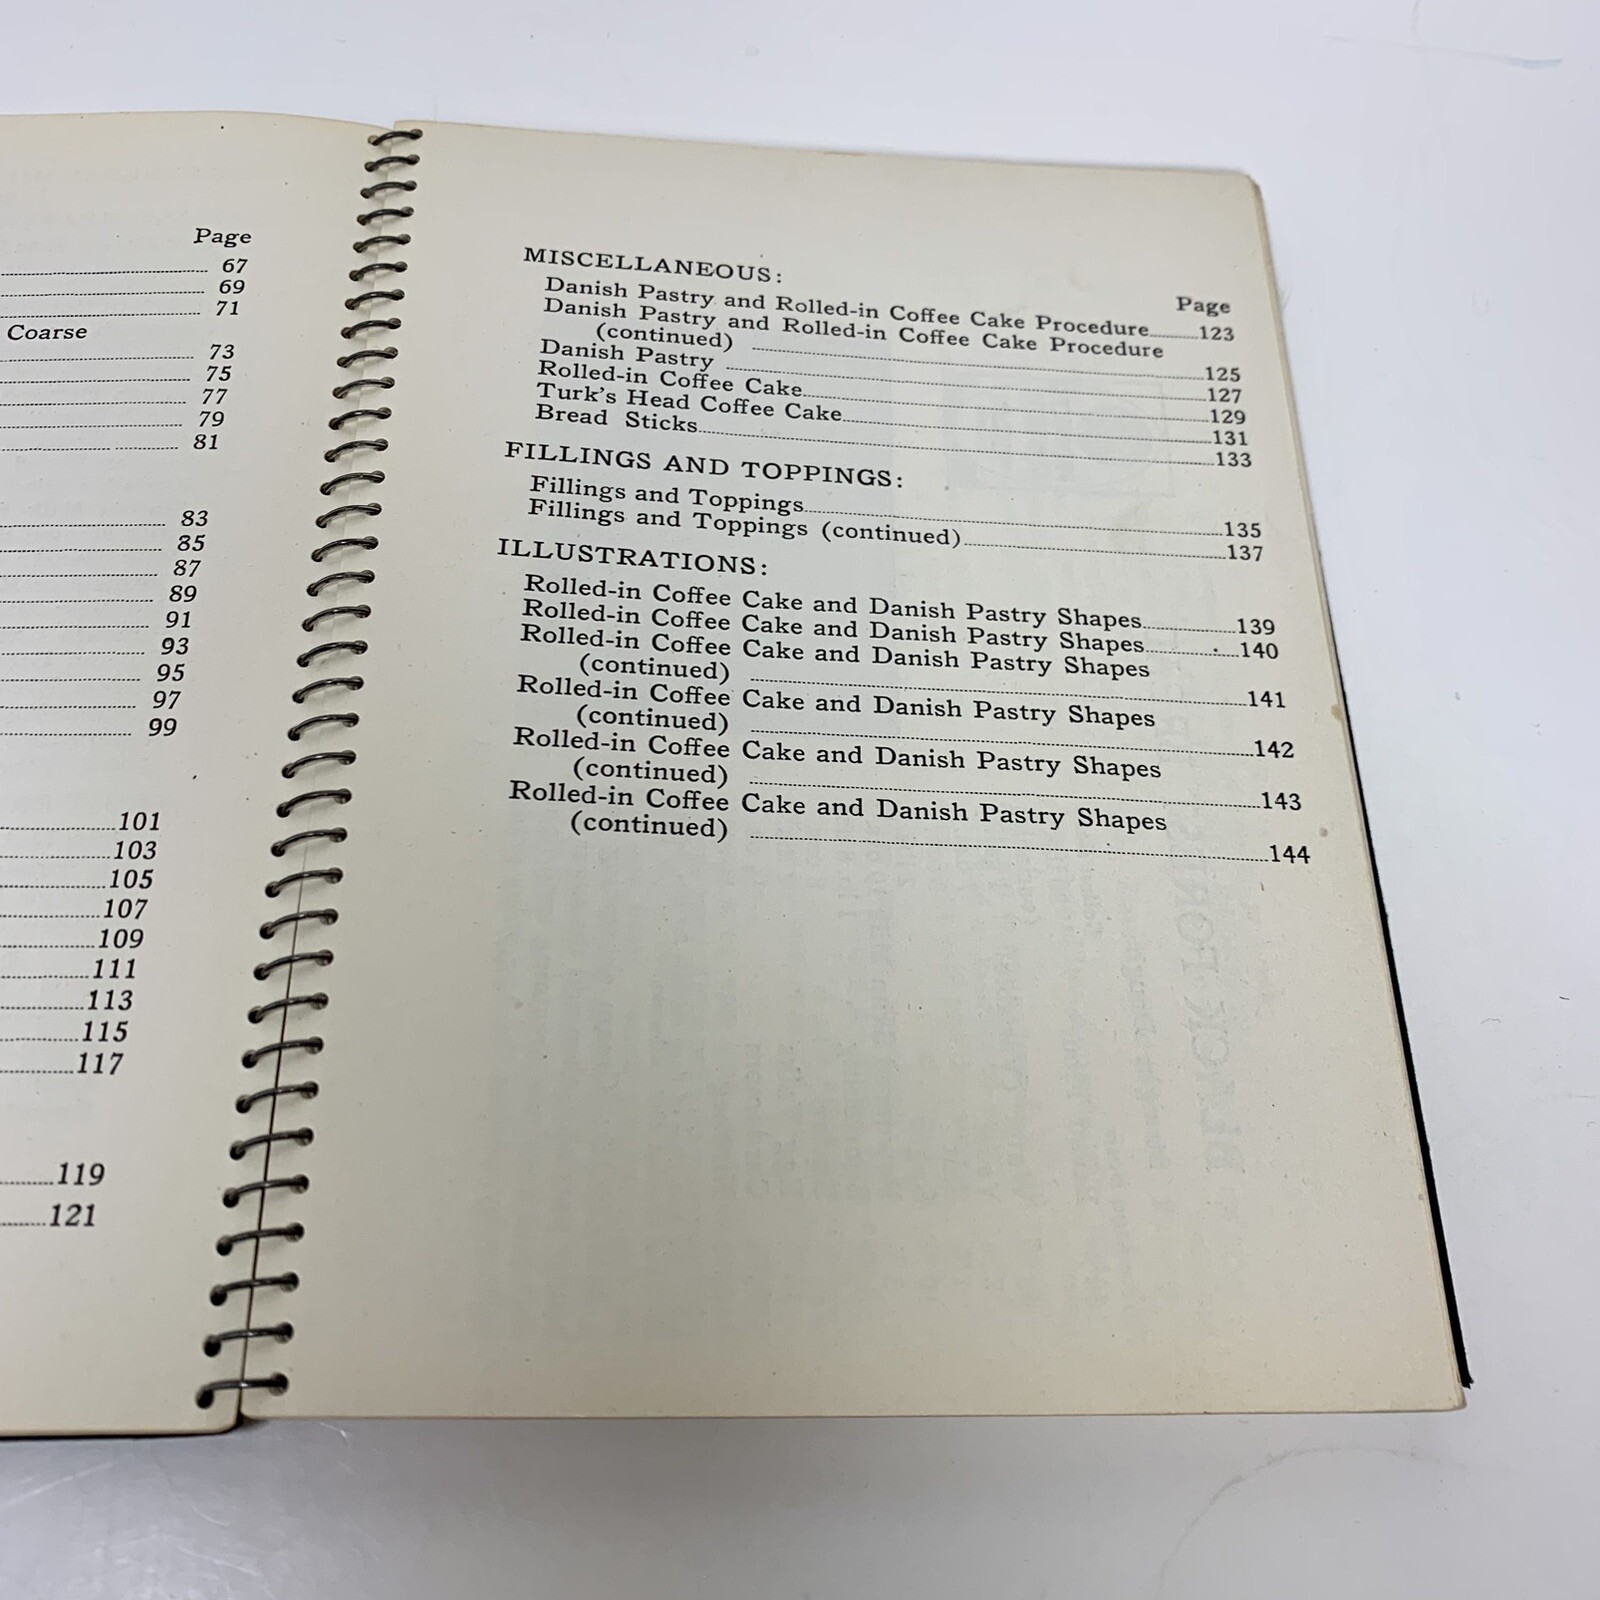 Page
67
69
71
Coarse
73
75
77
79
81
83
85
87
89
91
93
95
97
99
101
103
105
107
109
111
113
115
117
119
121
MISCELLANEOUS:
Page
Danish Pastry and Rolled-in Coffee Cake Procedure 123
Danish Pastry and Rolled-in Coffee Cake Procedure
(continued) 125
Danish Pastry 127
Rolled-in Coffee Cake 129
Turk's Head Coffee Cake 131
Bread Sticks 133
FILLINGS AND TOPPINGS:
Fillings and Toppings 135
Fillings and Toppings (continued) 137
ILLUSTRATIONS:
Rolled-in Coffee Cake and Danish Pastry Shapes 139
Rolled-in Coffee Cake and Danish Pastry Shapes 140
Rolled-in Coffee Cake and Danish Pastry Shapes
(continued) 141
Rolled-in Coffee Cake and Danish Pastry Shapes
(continued) 142
Rolled-in Coffee Cake and Danish Pastry Shapes
(continued) 143
Rolled-in Coffee Cake and Danish Pastry Shapes
(continued) 144